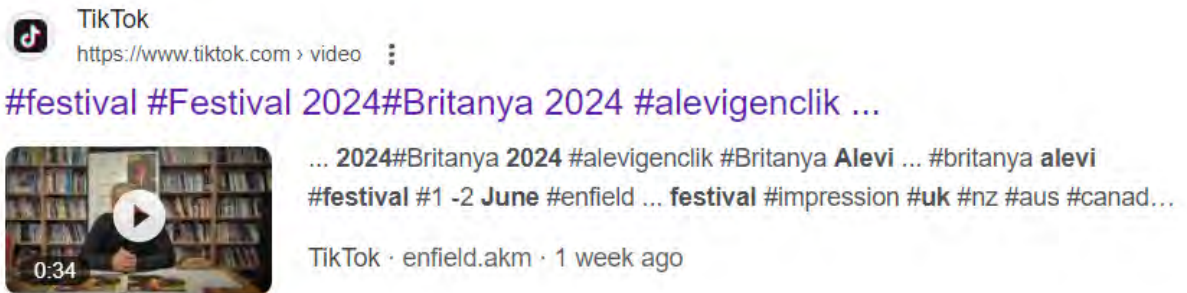 TikTok
https://www.tiktok.com › video
#festival #Festival 2024#Britanya 2024 #alevigenclik ...
... 2024#Britanya 2024 #alevigenclik #Britanya Alevi ... #britanya alevi
#festival #1 -2 June #enfield ... festival #impression #uk #nz #aus #canad…
0:34
TikTok · enfield.akm · 1 week ago